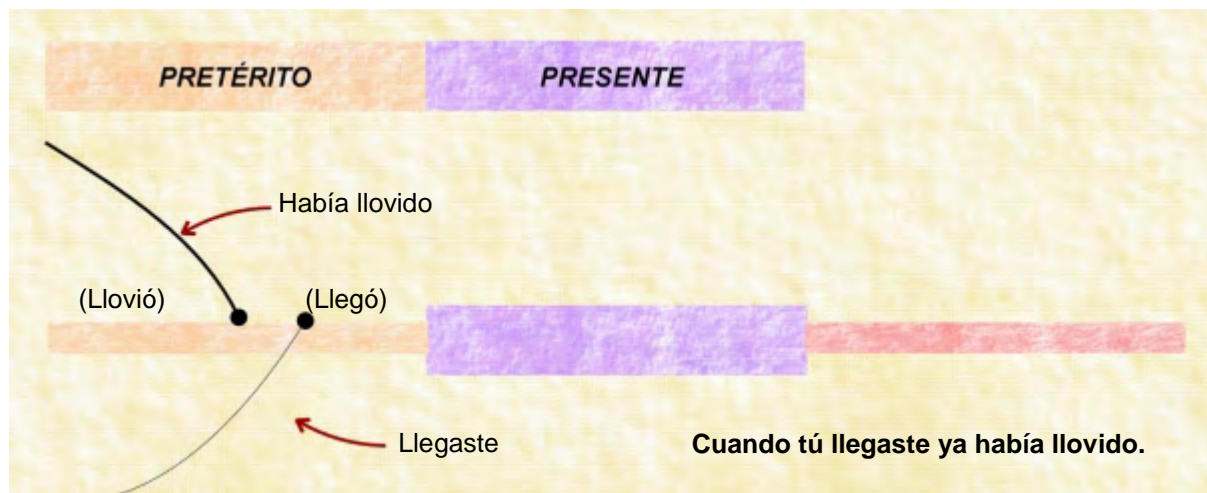 PRETÉRITO PRESENTE
Había llovido
(Llovió) (Llegó)
Llegaste
Cuando tú llegaste ya había llovido.